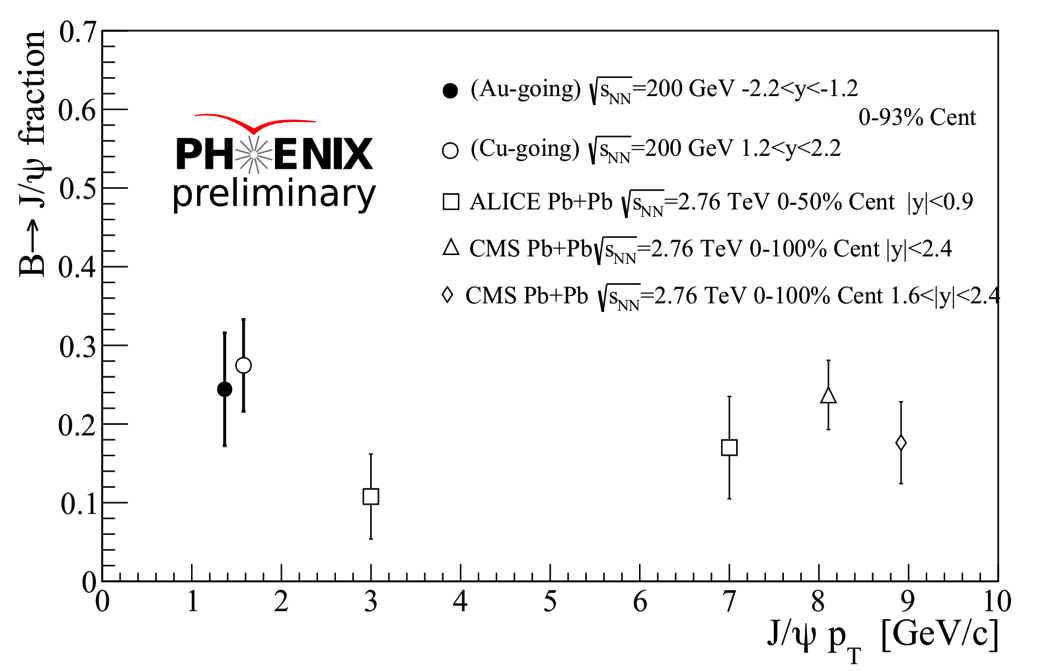 B→ J/ψ fraction
0.7
0.6
0.5
0.4
0.3
0.2
0.1
0
PHENIX
preliminary
(Au-going) √sNN=200 GeV -2.2<y<-1.2
0-93% Cent
(Cu-going) √sNN=200 GeV 1.2<y<2.2
ALICE Pb+Pb √sNN=2.76 TeV 0-50% Cent |y|<0.9
CMS Pb+Pb√sNN=2.76 TeV 0-100% Cent |y|<2.4
CMS Pb+Pb √sNN=2.76 TeV 0-100% Cent 1.6<|y|<2.4
0 1 2 3 4 5 6 7 8 9 10
J/ψ pT [GeV/c]